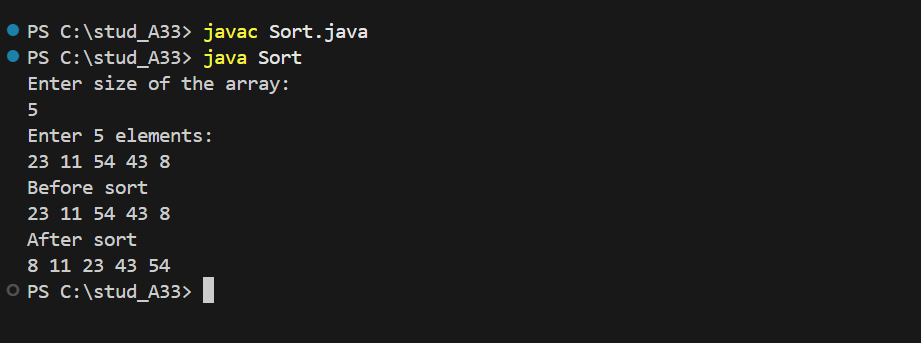 PS C:\stud_A33> javac Sort.java
PS C:\stud_A33> java Sort
Enter size of the array:
5
Enter 5 elements:
23 11 54 43 8
Before sort
23 11 54 43 8
After sort
8 11 23 43 54
PS C:\stud_A33>